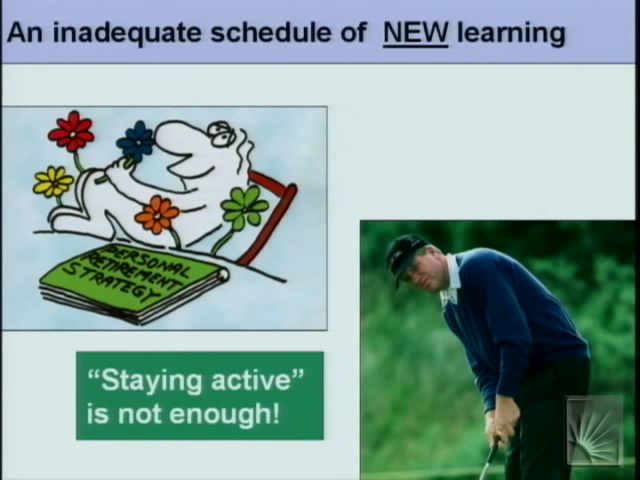 An inadequate schedule of NEW learning
PERSONAL
RETIREMENT
STRATEGY
“Staying active”
is not enough!